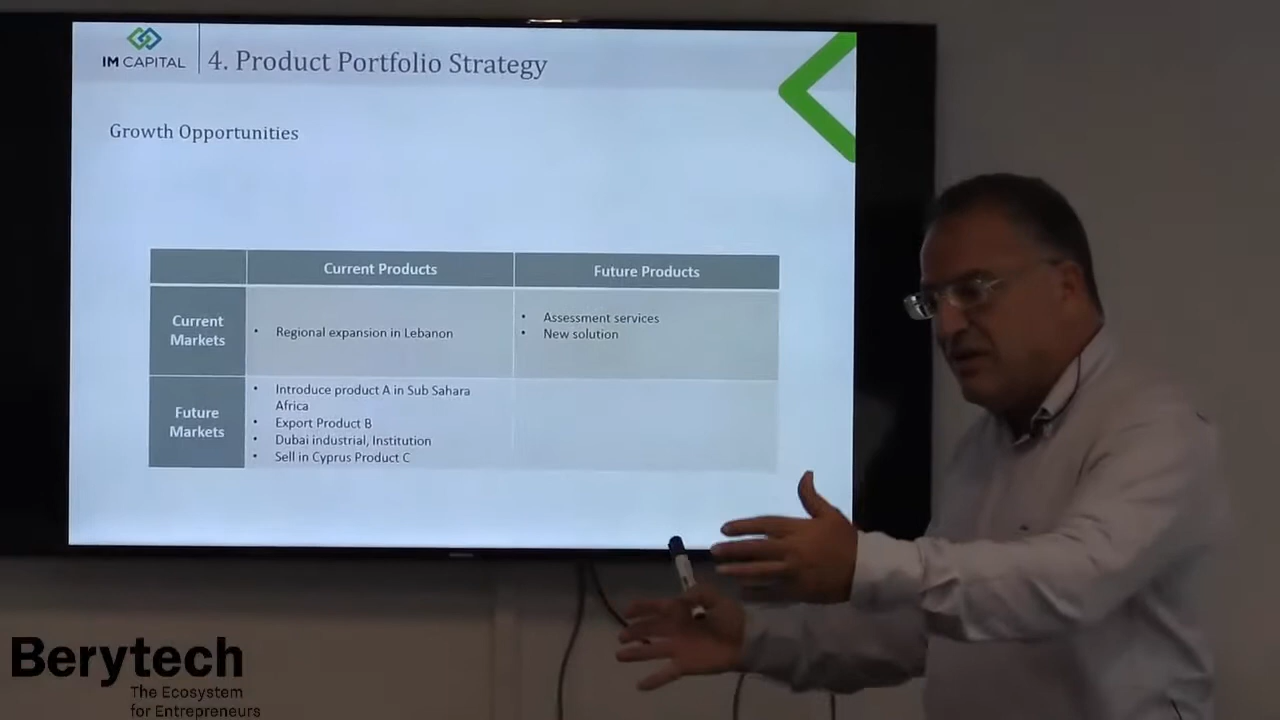 IM CAPITAL
4. Product Portfolio Strategy
Growth Opportunities
Current Products
Future Products
Current
Markets
• Regional expansion in Lebanon
• Assessment services
• New solution
Future
Markets
• Introduce product A in Sub Sahara
Africa
• Export Product B
• Dubai industrial, Institution
• Sell in Cyprus Product C
Berytech
The Ecosystem
for Entrepreneurs